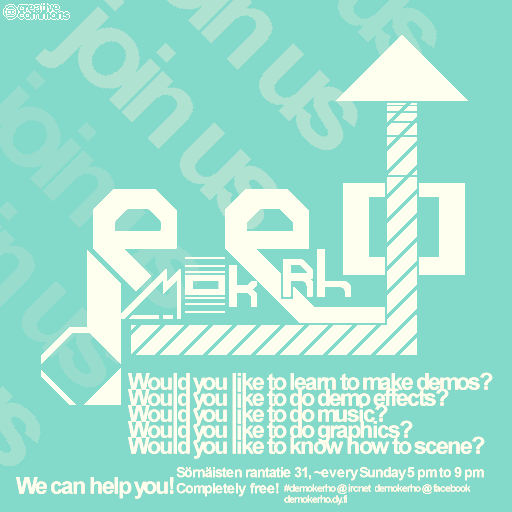 creative
commons
join us
join us
join us
join us
demokerho
Would you like to learn to make demos?
Would you like to do demo effects?
Would you like to do music?
Would you like to do graphics?
Would you like to know how to scene?
We can help you!
Sörnäisten rantatie 31, ~every Sunday 5 pm to 9 pm
Completely free! #demokerho@ircnet demokerho@facebook
demokerho.dy.fi